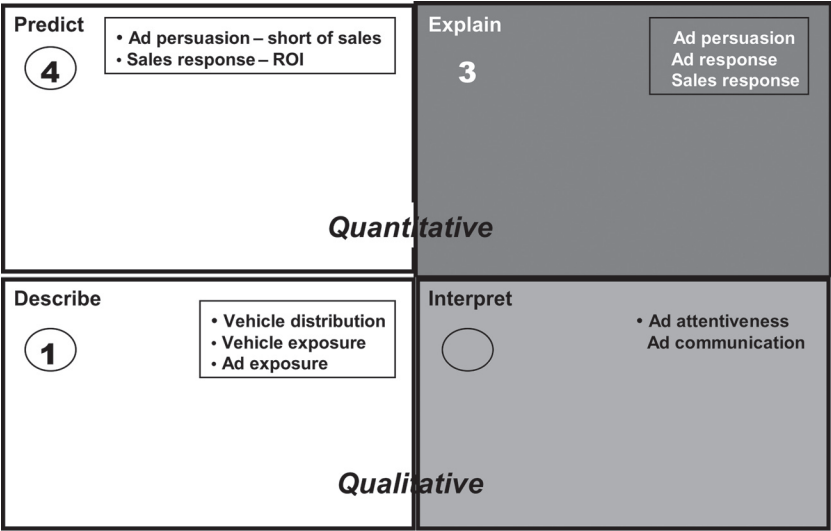 Predict
4
• Ad persuasion – short of sales
• Sales response – ROI
Explain
3
Ad persuasion
Ad response
Sales response
Quantitative
Describe
1
• Vehicle distribution
• Vehicle exposure
• Ad exposure
Interpret
• Ad attentiveness
Ad communication
Qualitative